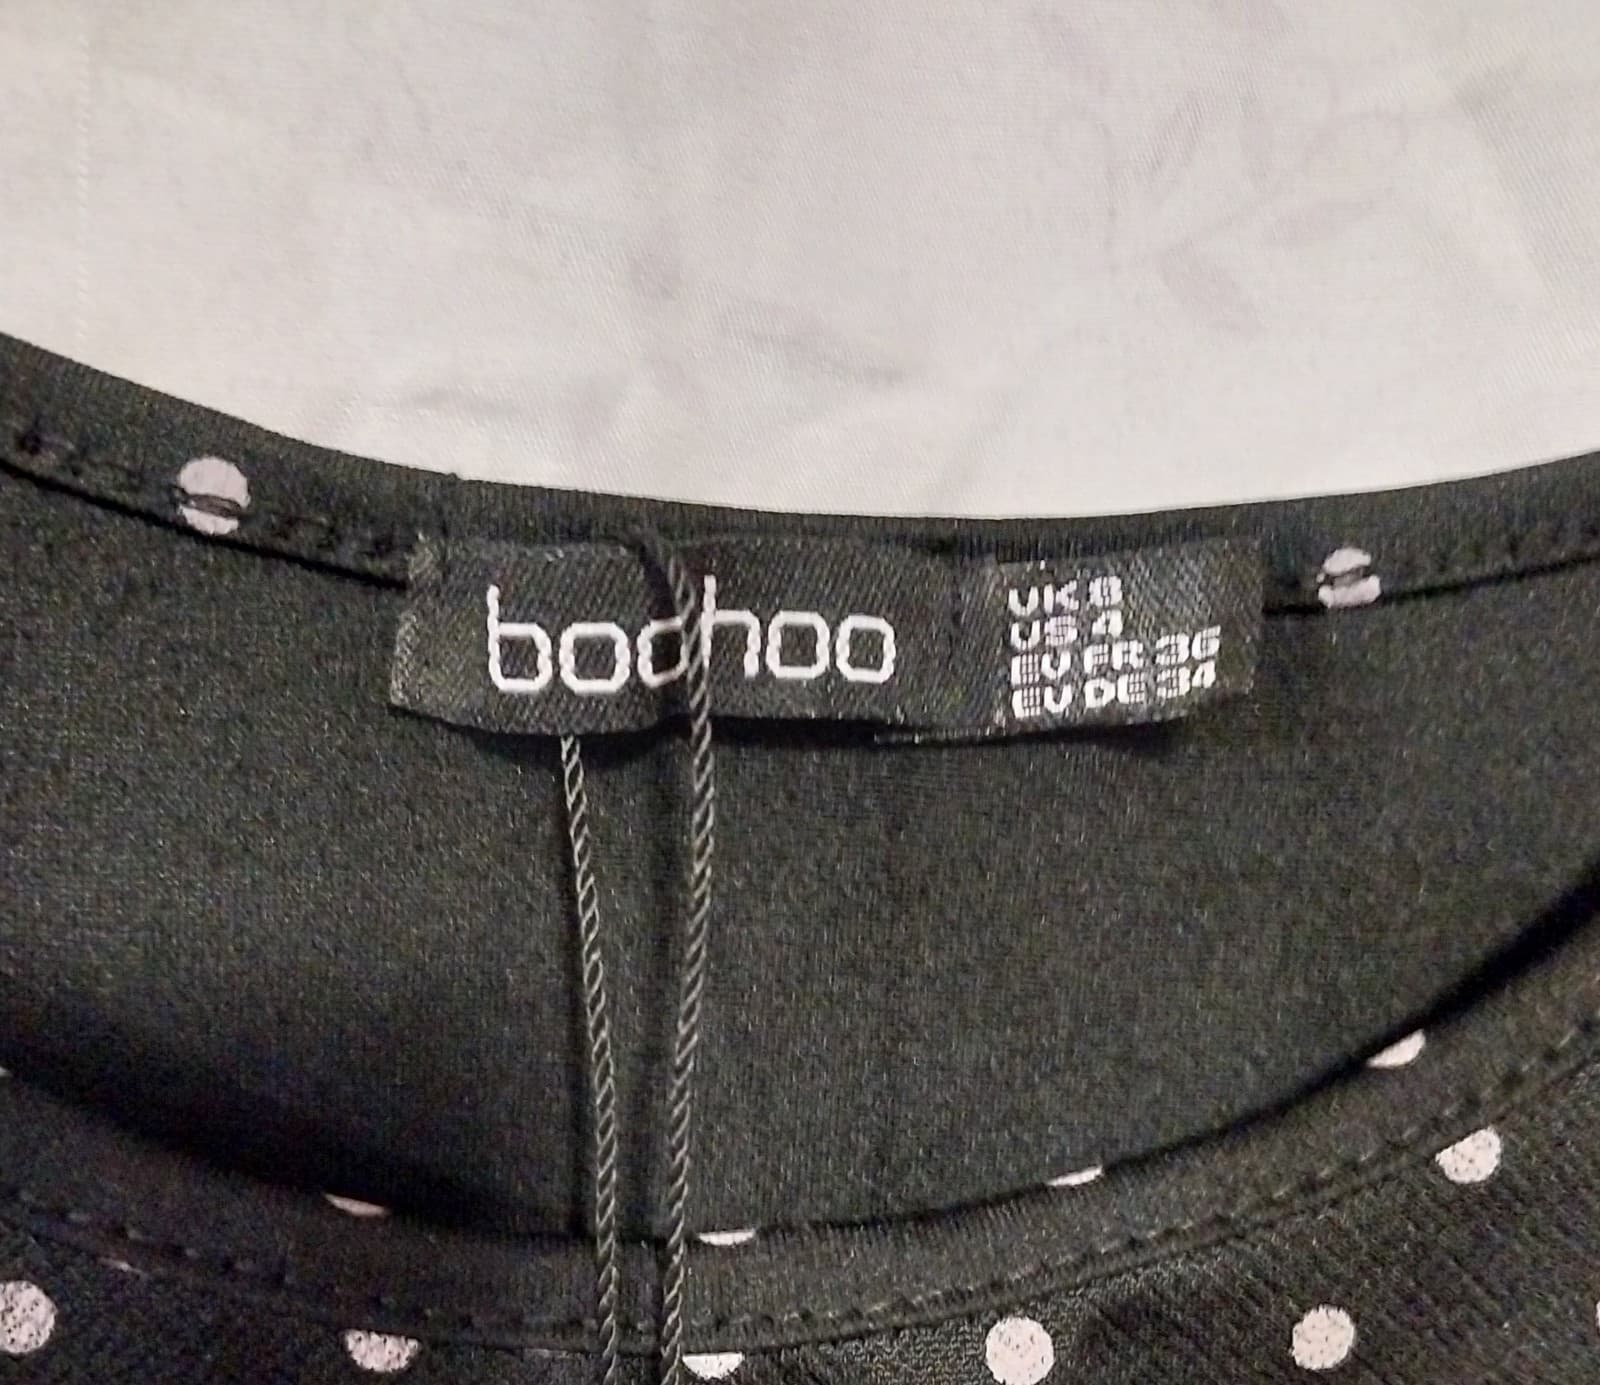 boohoo
UK 8
US 4
EU FR 36
EU DE 34